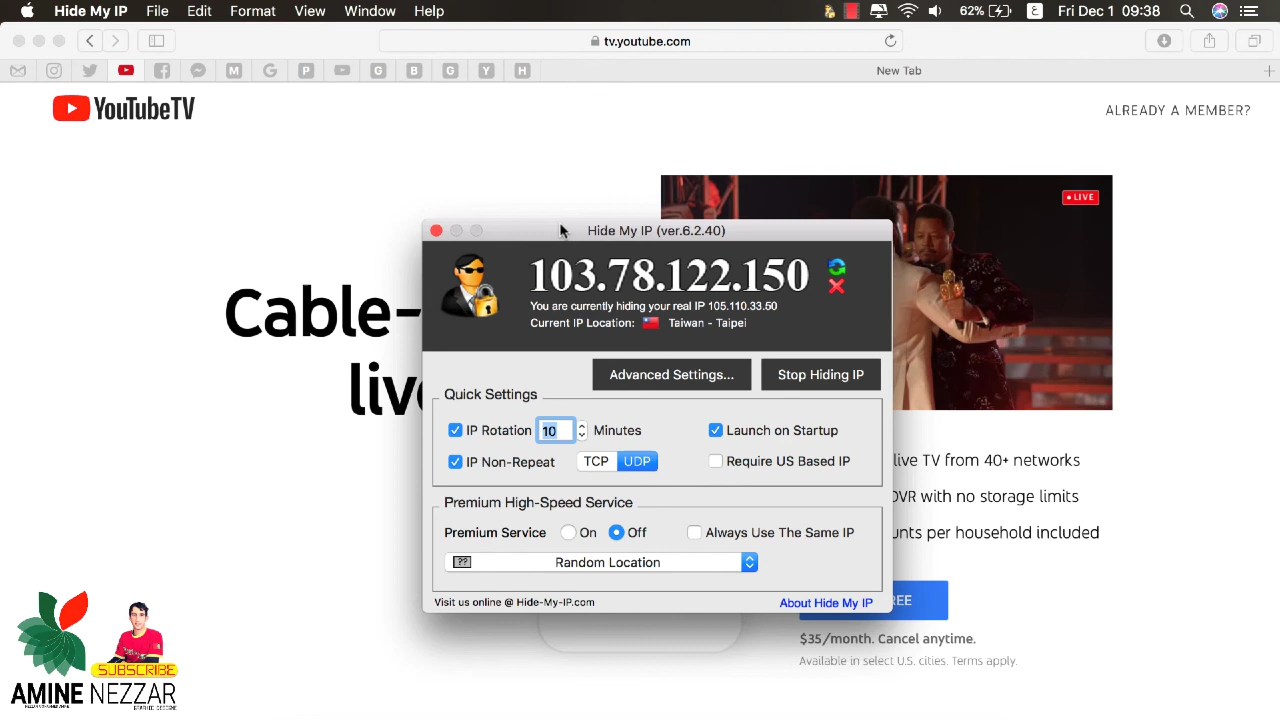 Hide My IP File Edit Format View Window Help 62% ع Fri Dec 1 09:38
tv.youtube.com
M G P G B G Y H New Tab
YouTubeTV
ALREADY A MEMBER?
LIVE
Cable-
live
Hide My IP (ver.6.2.40)
103.78.122.150
You are currently hiding your real IP 105.110.33.50
Current IP Location: Taiwan - Taipei
Advanced Settings... Stop Hiding IP
Quick Settings
IP Rotation 10 Minutes Launch on Startup
IP Non-Repeat TCP UDP Require US Based IP
Premium High-Speed Service
Premium Service On Off Always Use The Same IP
?? Random Location
Visit us online @ Hide-My-IP.com About Hide My IP
live TV from 40+ networks
DVR with no storage limits
unts per household included
REE
$35/month. Cancel anytime.
Available in select U.S. cities. Terms apply.
SUBSCRIBE
AMINE NEZZAR